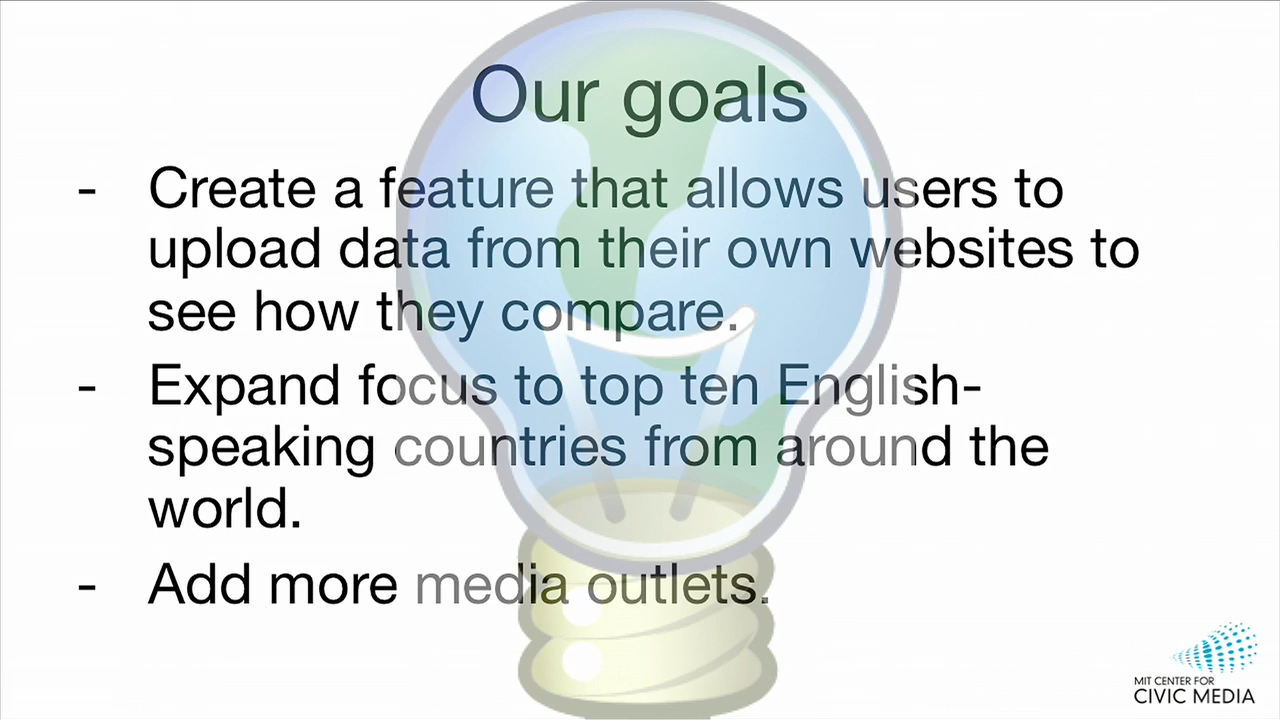 Our goals
- Create a feature that allows users to
upload data from their own websites to
see how they compare.
- Expand focus to top ten English-
speaking countries from around the
world.
- Add more media outlets.
MIT CENTER FOR
CIVIC MEDIA